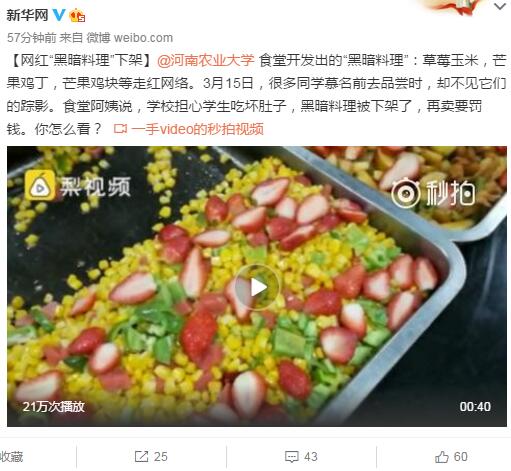 新华网
57分钟前 来自 微博 weibo.com
【网红“黑暗料理”下架】@河南农业大学 食堂开发出的“黑暗料理”：草莓玉米，芒
果鸡丁，芒果鸡块等走红网络。3月15日，很多同学慕名前去品尝时，却不见它们
的踪影。食堂阿姨说，学校担心学生吃坏肚子，黑暗料理被下架了，再卖要罚
钱。你怎么看？ 一手video的秒拍视频
梨视频
秒拍
21万次播放
00:40
收藏
25
43
60